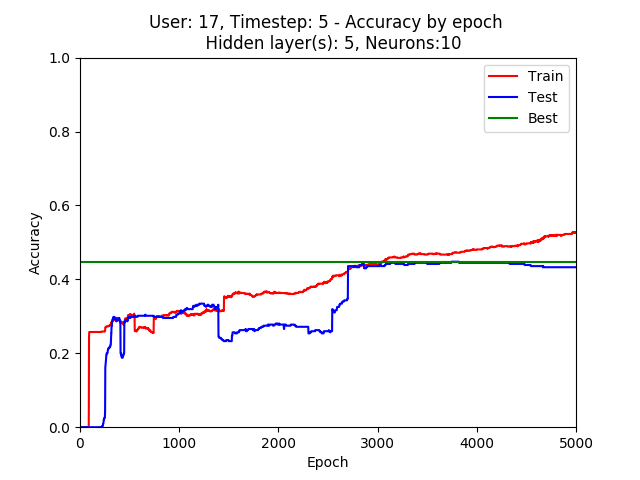 User: 17, Timestep: 5 - Accuracy by epoch
Hidden layer(s): 5, Neurons:10
1.0
0.8
0.6
0.4
0.2
0.0
Accuracy
Train
Test
Best
0 1000 2000 3000 4000 5000
Epoch